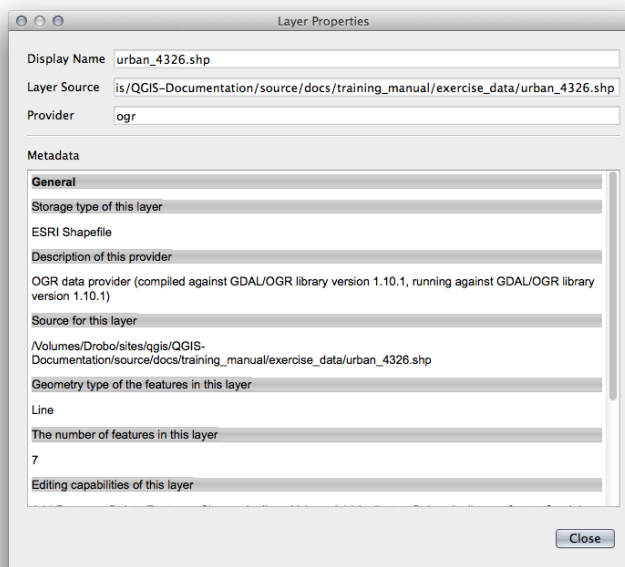 Layer Properties
Display Name urban_4326.shp
Layer Source is/QGIS-Documentation/source/docs/training_manual/exercise_data/urban_4326.shp
Provider ogr
Metadata
General
Storage type of this layer
ESRI Shapefile
Description of this provider
OGR data provider (compiled against GDAL/OGR library version 1.10.1, running against GDAL/OGR library
version 1.10.1)
Source for this layer
/Volumes/Drobo/sites/qgis/QGIS-
Documentation/source/docs/training_manual/exercise_data/urban_4326.shp
Geometry type of the features in this layer
Line
The number of features in this layer
7
Editing capabilities of this layer
Close